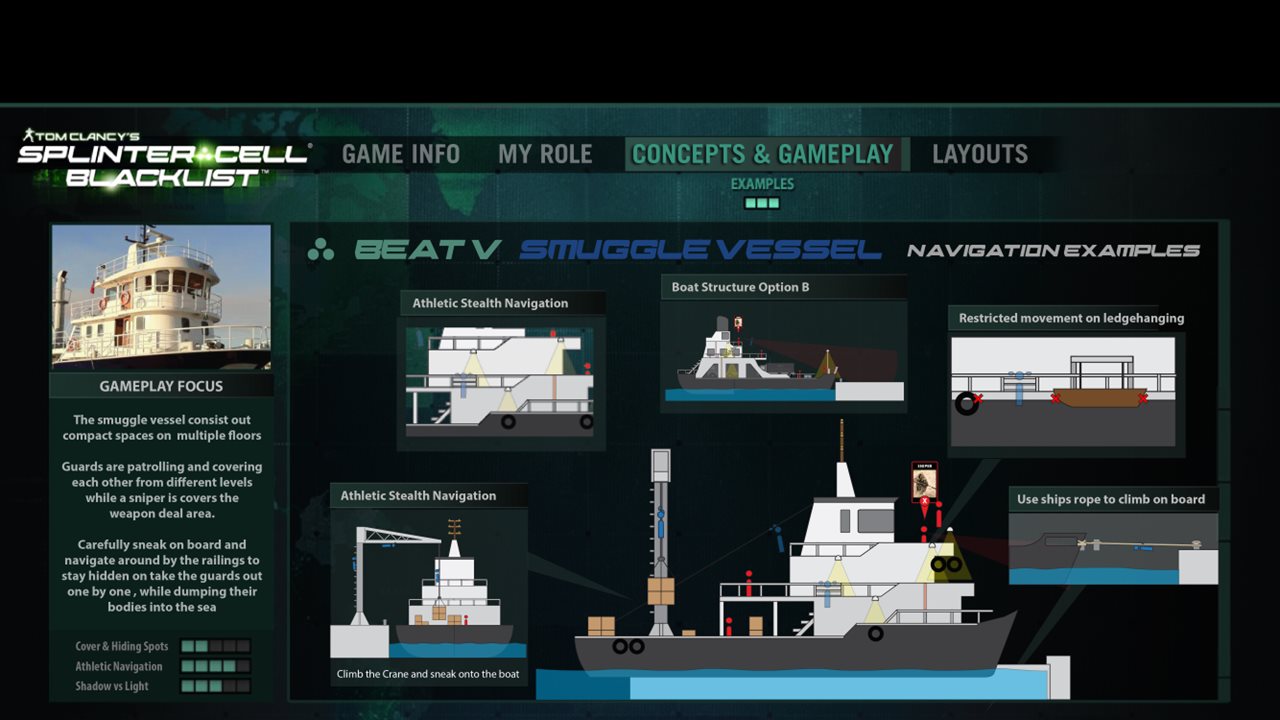 TOM CLANCY'S
SPLINTER CELL
BLACKLIST™
GAME INFO
MY ROLE
CONCEPTS & GAMEPLAY
LAYOUTS
EXAMPLES
BEAT V SMUGGLE VESSEL NAVIGATION EXAMPLES
GAMEPLAY FOCUS
The smuggle vessel consist out
compact spaces on multiple floors
Guards are patrolling and covering
each other from different levels
while a sniper is covers the
weapon deal area.
Carefully sneak on board and
navigate around by the railings to
stay hidden on take the guards out
one by one , while dumping their
bodies into the sea
Cover & Hiding Spots
Athletic Navigation
Shadow vs Light
Athletic Stealth Navigation
Boat Structure Option B
Restricted movement on ledgehanging
Athletic Stealth Navigation
Climb the Crane and sneak onto the boat
Use ships rope to climb on board